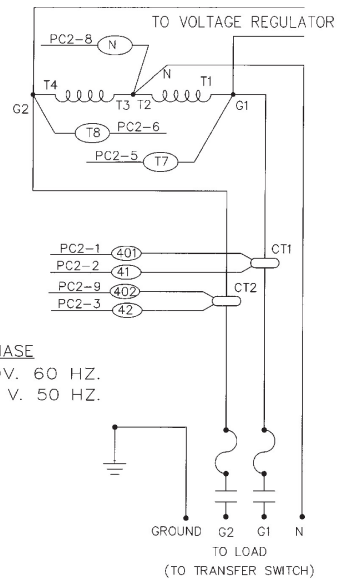 TO VOLTAGE REGULATOR
PC2-8 N
T4 N T1
G2 T3 T2 G1
T8 PC2-6
PC2-5 T7
PC2-1 401 CT1
PC2-2 41
PC2-9 402 CT2
PC2-3 42
V. 60 HZ.
V. 50 HZ.
GROUND G2 G1 N
TO LOAD
(TO TRANSFER SWITCH)